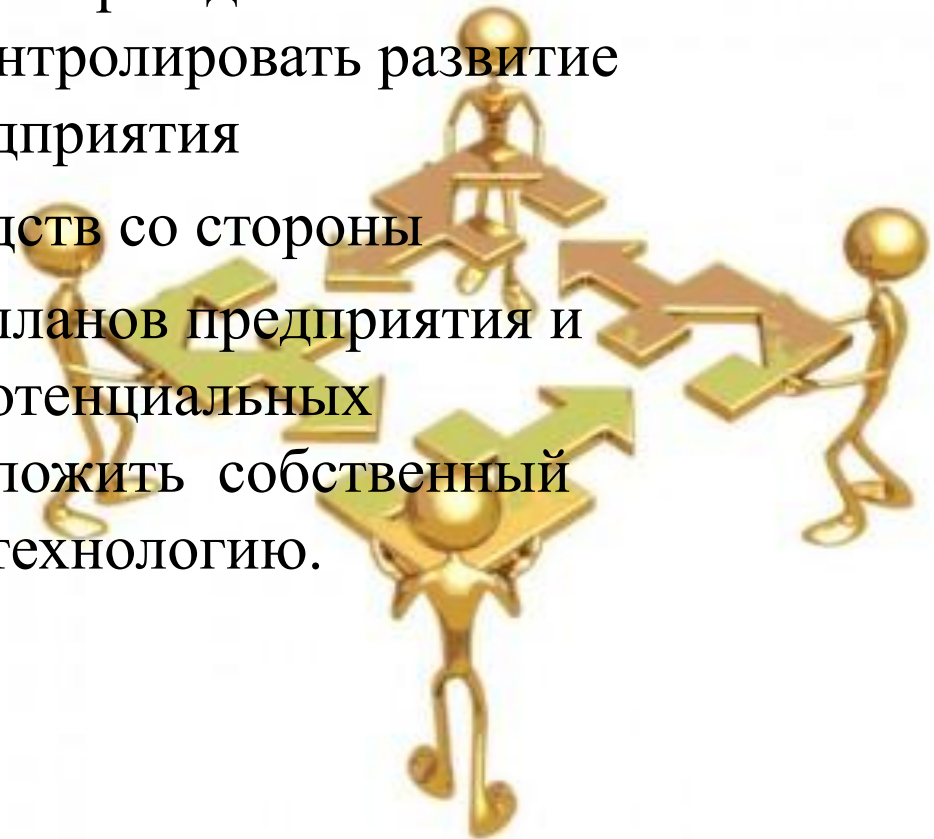 нтролировать развитие
дприятия
дств со стороны
планов предприятия и
отенциальных
ложить собственный
технологию.